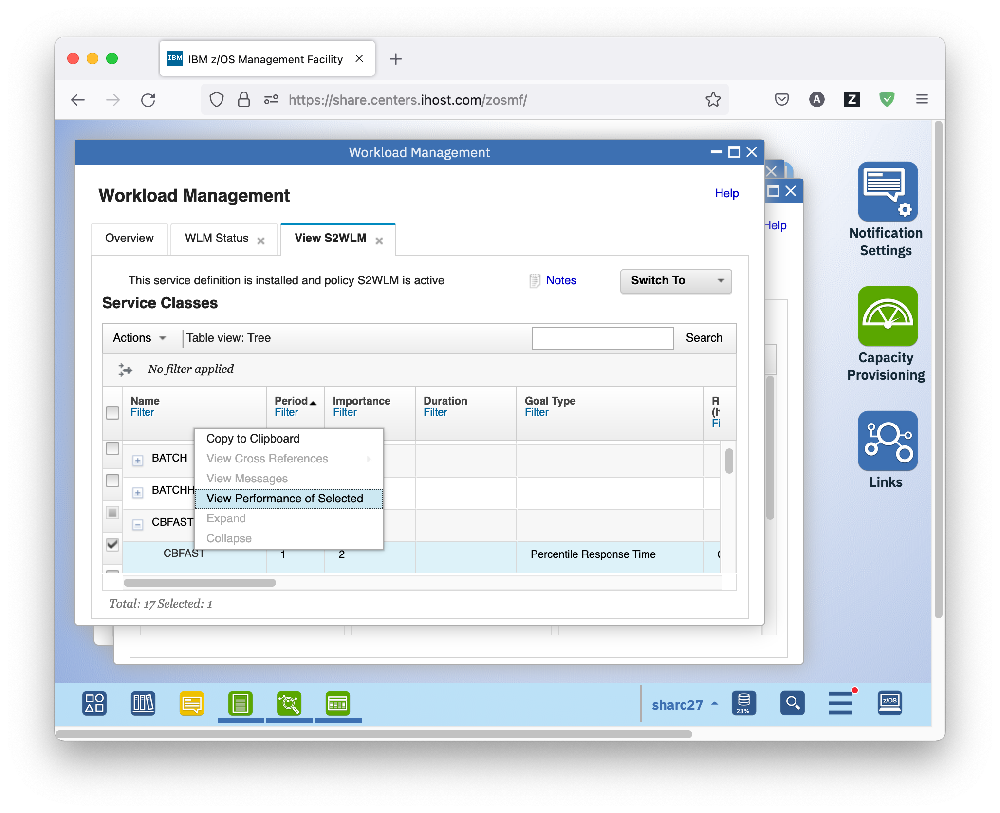 IBM
IBM z/OS Management Facility
https://share.centers.ihost.com/zosmf/
A
Z
Workload Management
Workload Management
Help
Help
Overview
WLM Status
View S2WLM
This service definition is installed and policy S2WLM is active
Notes
Switch To
Service Classes
Actions
Table view: Tree
Search
No filter applied
Name
Filter
Period
Filter
Importance
Filter
Duration
Filter
Goal Type
Filter
R
Fi
Copy to Clipboard
View Cross References
View Messages
View Performance of Selected
Expand
Collapse
BATCH
BATCHH
CBFAST
CBFAST
1
2
Percentile Response Time
Total: 17 Selected: 1
Notification
Settings
Capacity
Provisioning
Links
sharc27
23%
z/OS